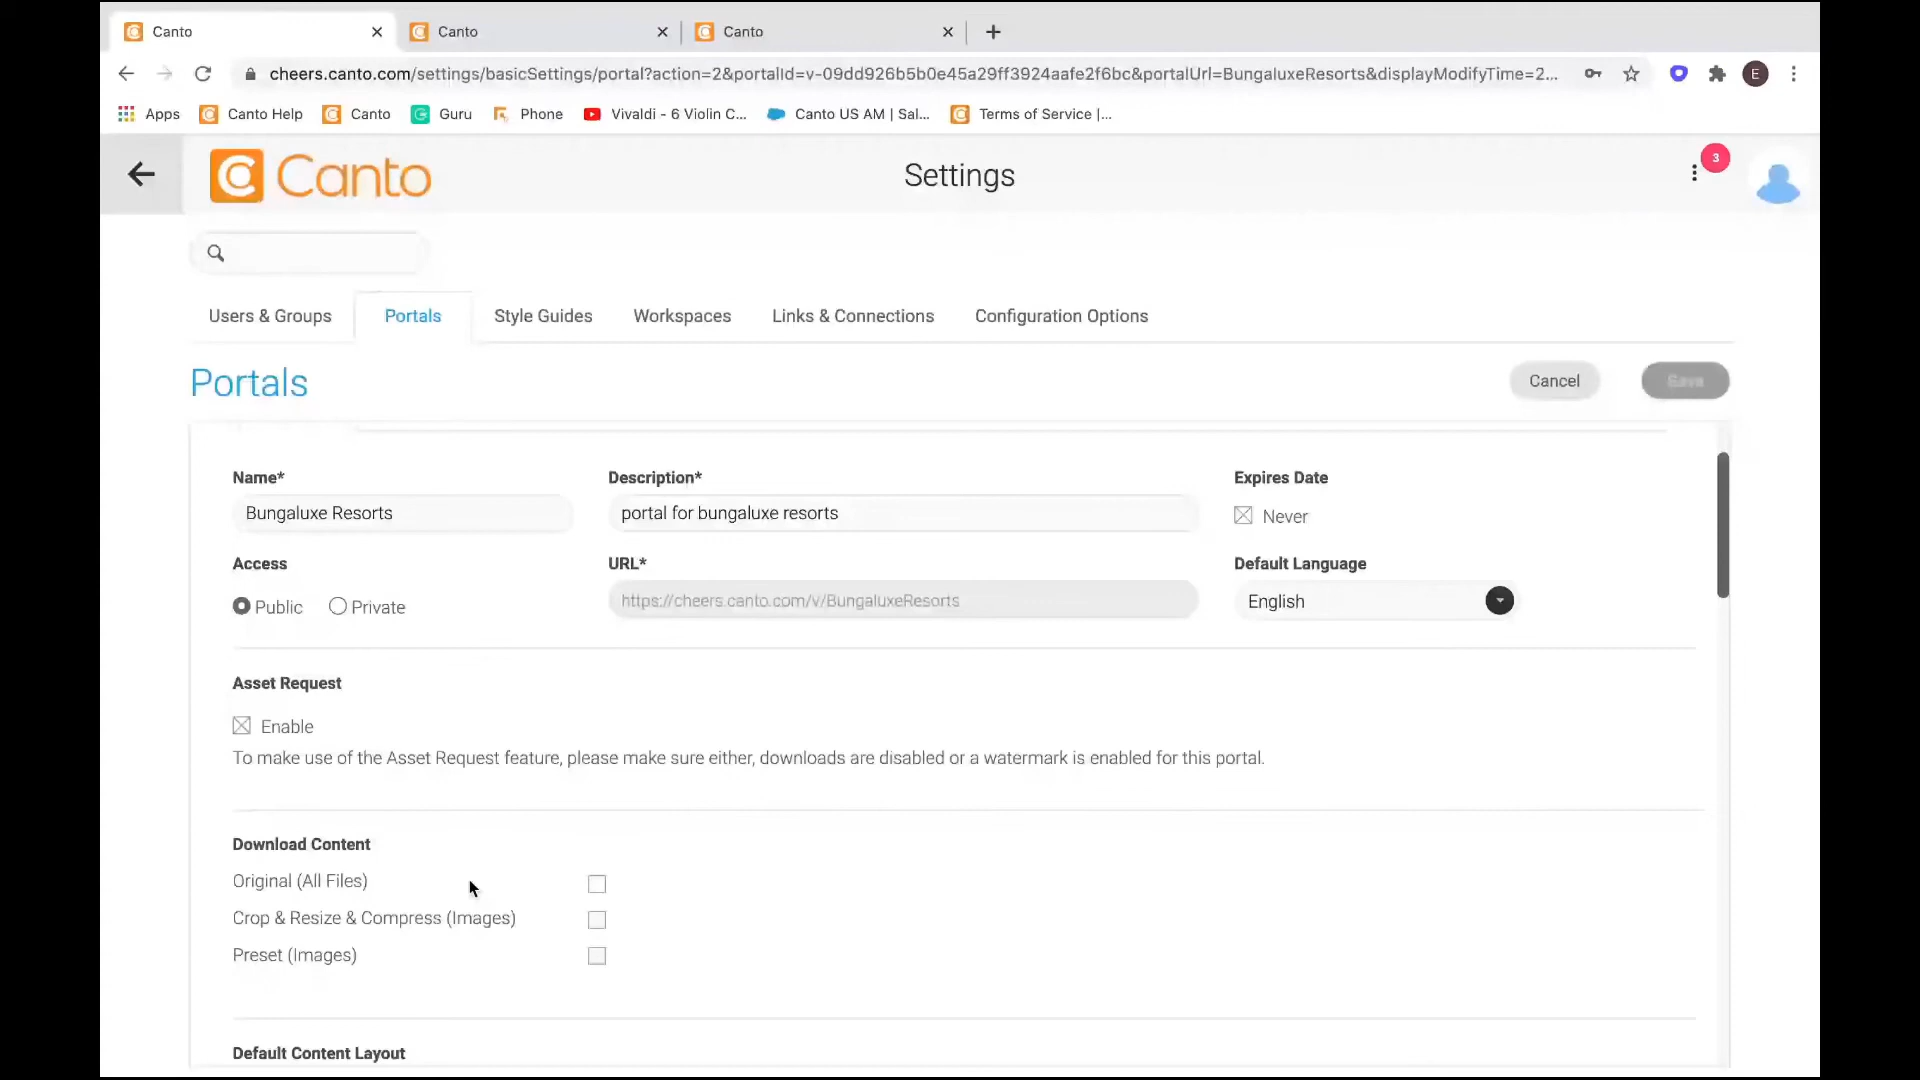 Canto
Canto
Canto
cheers.canto.com/settings/basicSettings/portal?action=2&portalId=v-09dd926b5b0e45a29ff3924aafe2f6bc&portalUrl=BungaluxeResorts&displayModifyTime=2...
E
Apps
Canto Help
Canto
Guru
Phone
Vivaldi - 6 Violin C...
Canto US AM | Sal...
Terms of Service |...
Canto
Settings
3
Users & Groups
Portals
Style Guides
Workspaces
Links & Connections
Configuration Options
Portals
Cancel
Save
Name*
Description*
Expires Date
Bungaluxe Resorts
portal for bungaluxe resorts
Never
Access
URL*
Default Language
Public
Private
https://cheers.canto.com/v/BungaluxeResorts
English
Asset Request
Enable
To make use of the Asset Request feature, please make sure either, downloads are disabled or a watermark is enabled for this portal.
Download Content
Original (All Files)
Crop & Resize & Compress (Images)
Preset (Images)
Default Content Layout